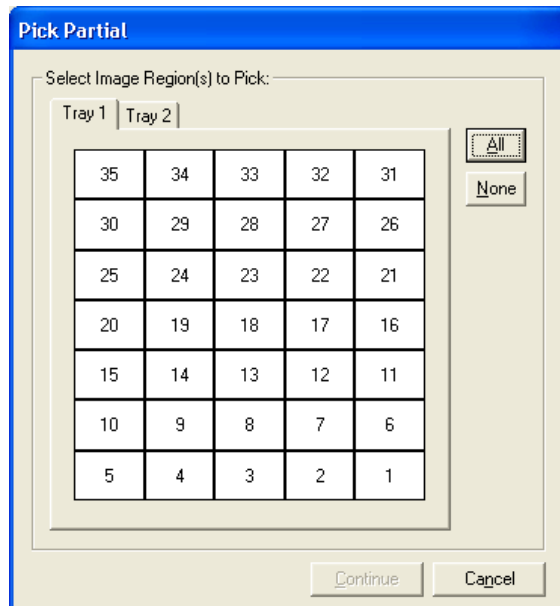 Pick Partial
Select Image Region(s) to Pick:
Tray 1 Tray 2
All
None
35 34 33 32 31
30 29 28 27 26
25 24 23 22 21
20 19 18 17 16
15 14 13 12 11
10 9 8 7 6
5 4 3 2 1
Continue Cancel